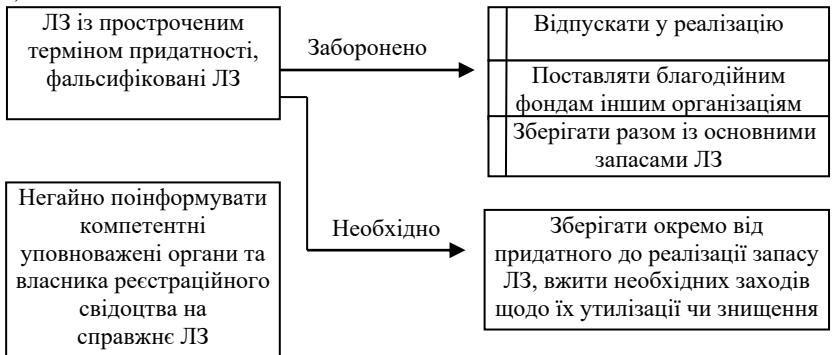 ЛЗ із простроченим
терміном придатності,
фальсифіковані ЛЗ
Заборонено
Відпускати у реалізацію
Поставляти благодійним
фондам іншим організаціям
Зберігати разом із основними
запасами ЛЗ
Негайно поінформувати
компетентні
уповноважені органи та
власника реєстраційного
свідоцтва на
справжнє ЛЗ
Необхідно
Зберігати окремо від
придатного до реалізації запасу
ЛЗ, вжити необхідних заходів
щодо їх утилізації чи знищення